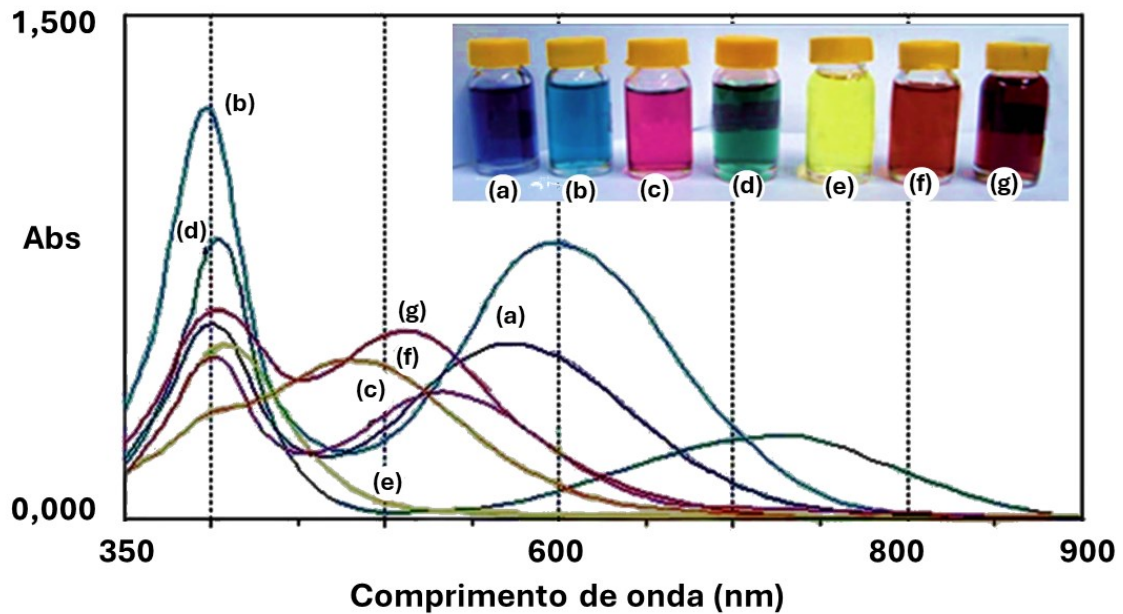 1,500
(b)
(d)
Abs
(g)
(a)
(f)
(c)
(e)
0,000
(a)
(b)
(c)
(d)
(e)
(f)
(g)
350
600
800
900
Comprimento de onda (nm)